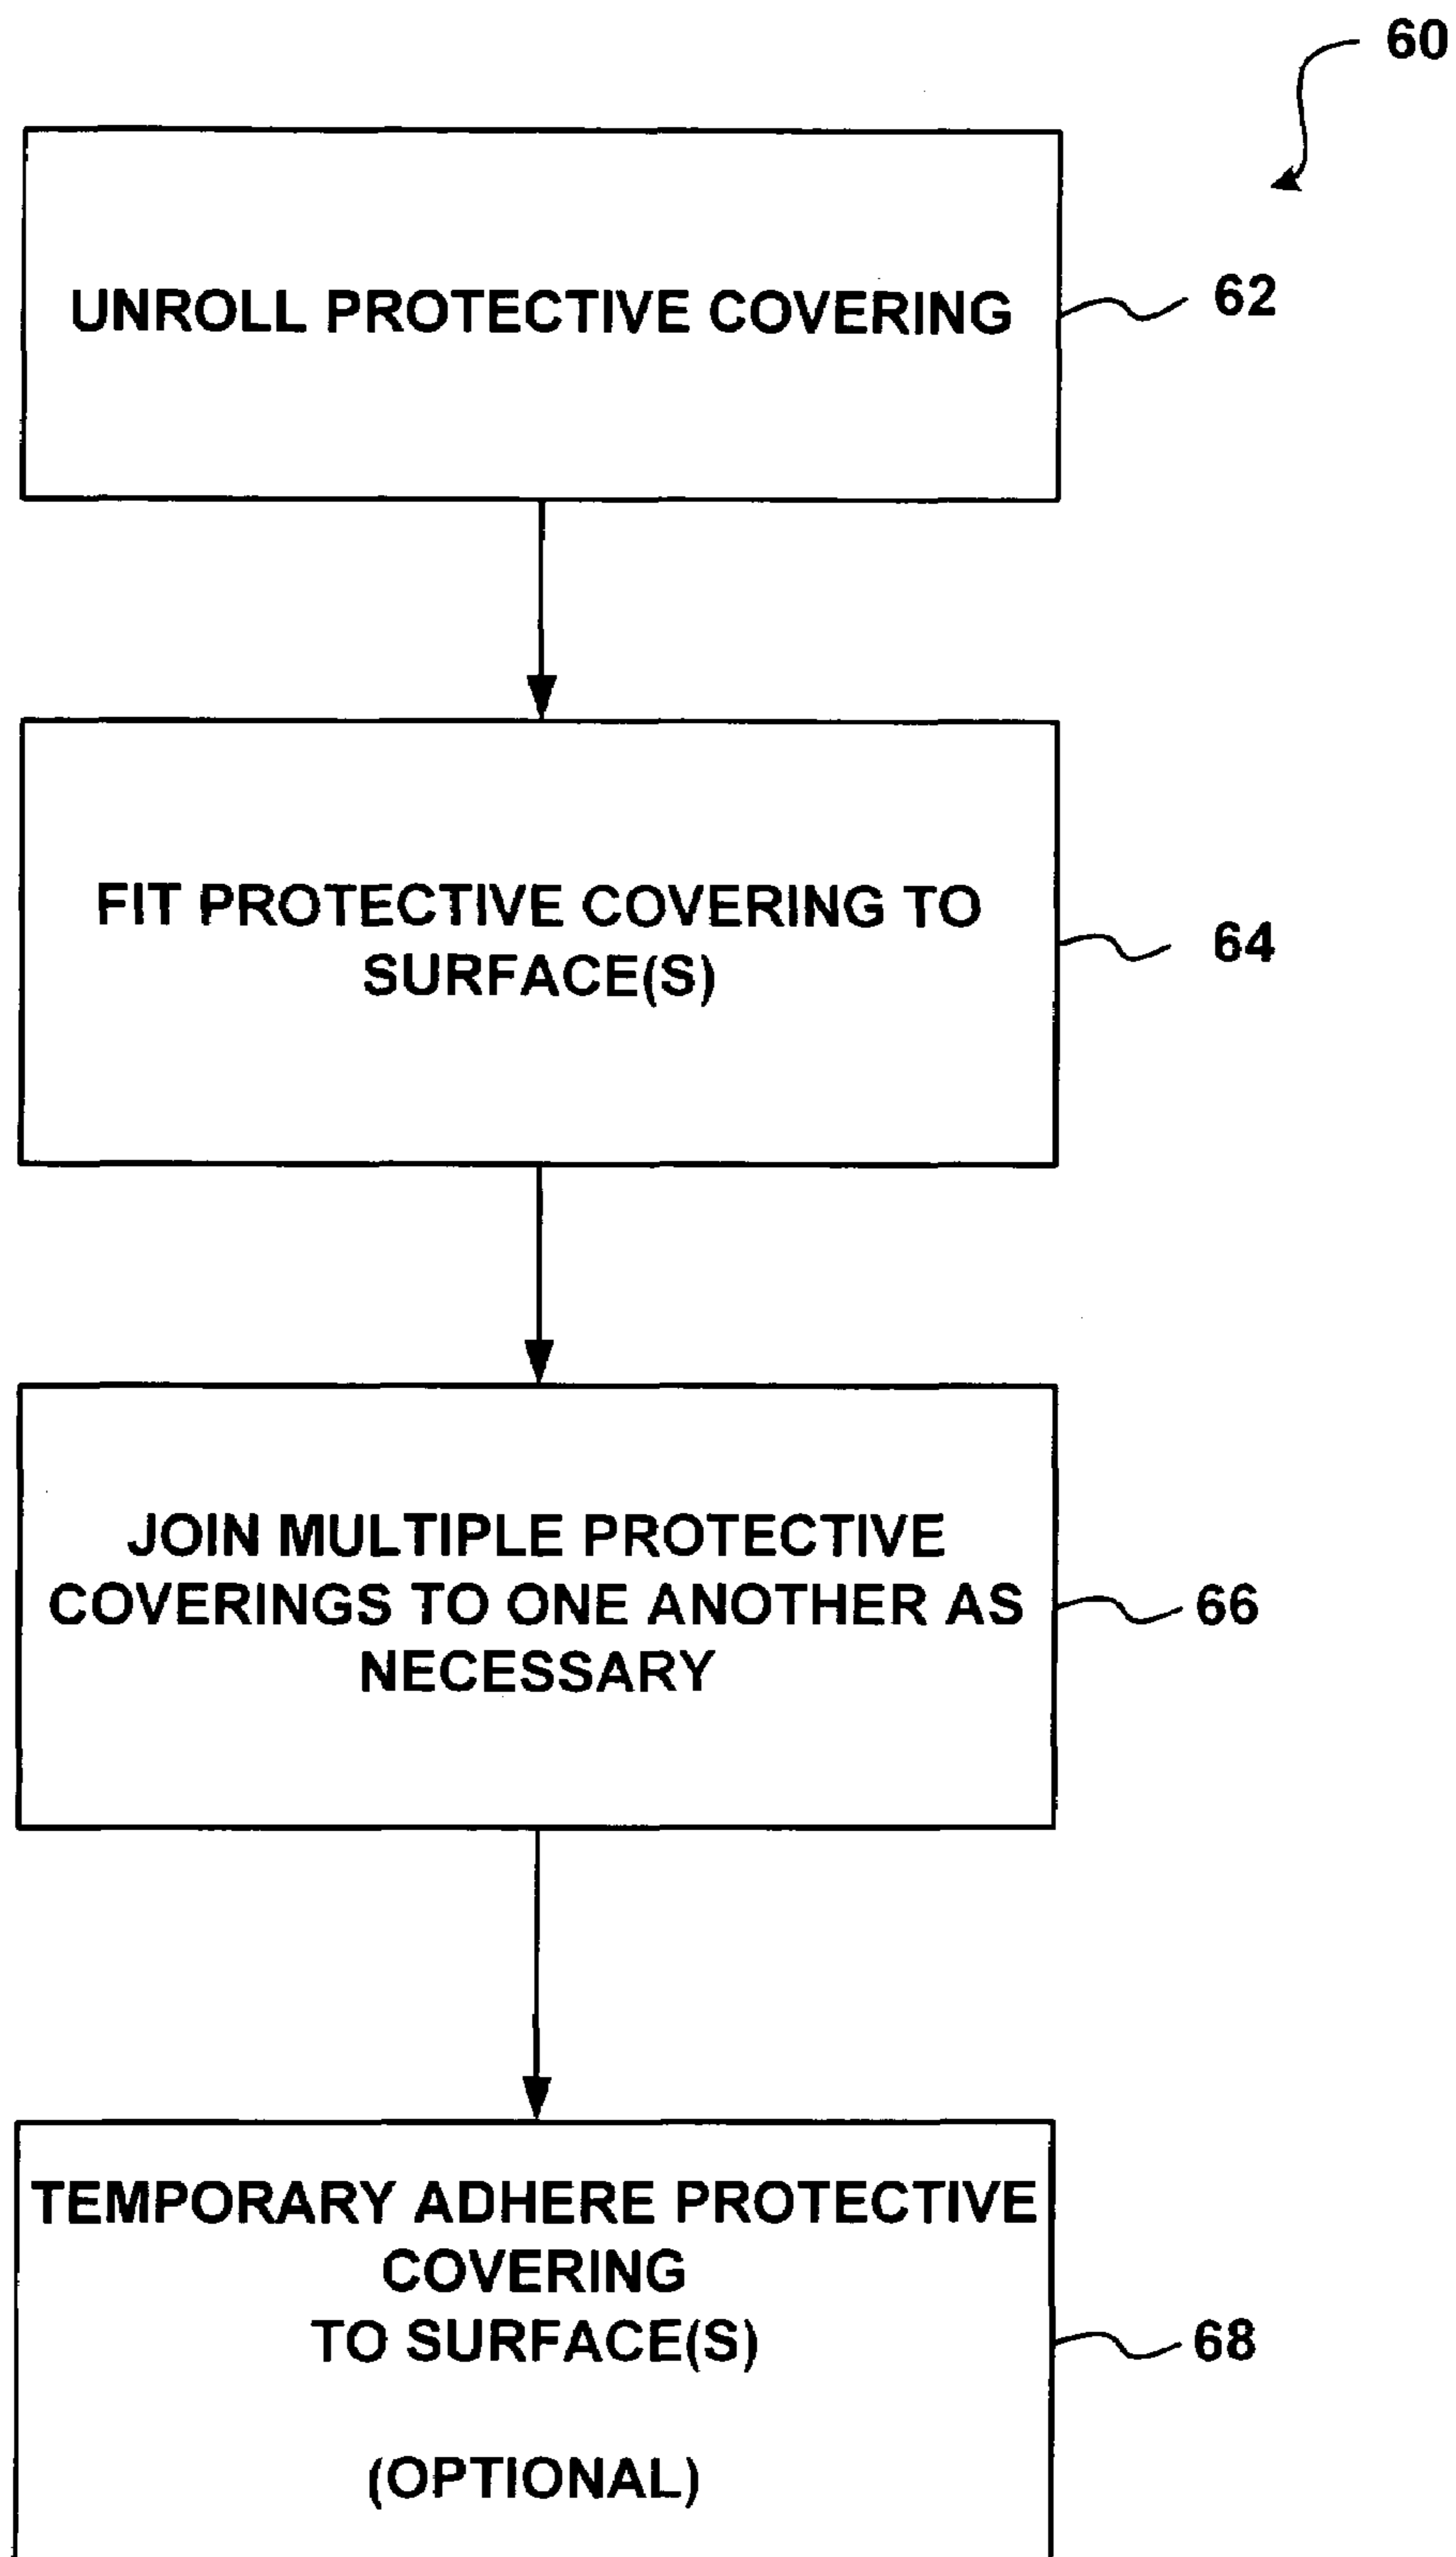 60
UNROLL PROTECTIVE COVERING
62
FIT PROTECTIVE COVERING TO
SURFACE(S)
64
JOIN MULTIPLE PROTECTIVE
COVERINGS TO ONE ANOTHER AS
NECESSARY
66
TEMPORARY ADHERE PROTECTIVE
COVERING
TO SURFACE(S)
(OPTIONAL)
68